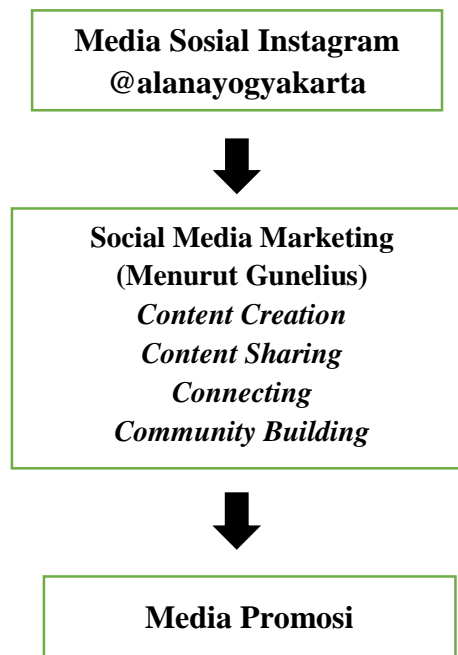 Media Sosial Instagram
@alanayogyakarta
Social Media Marketing
(Menurut Gunelius)
Content Creation
Content Sharing
Connecting
Community Building
Media Promosi